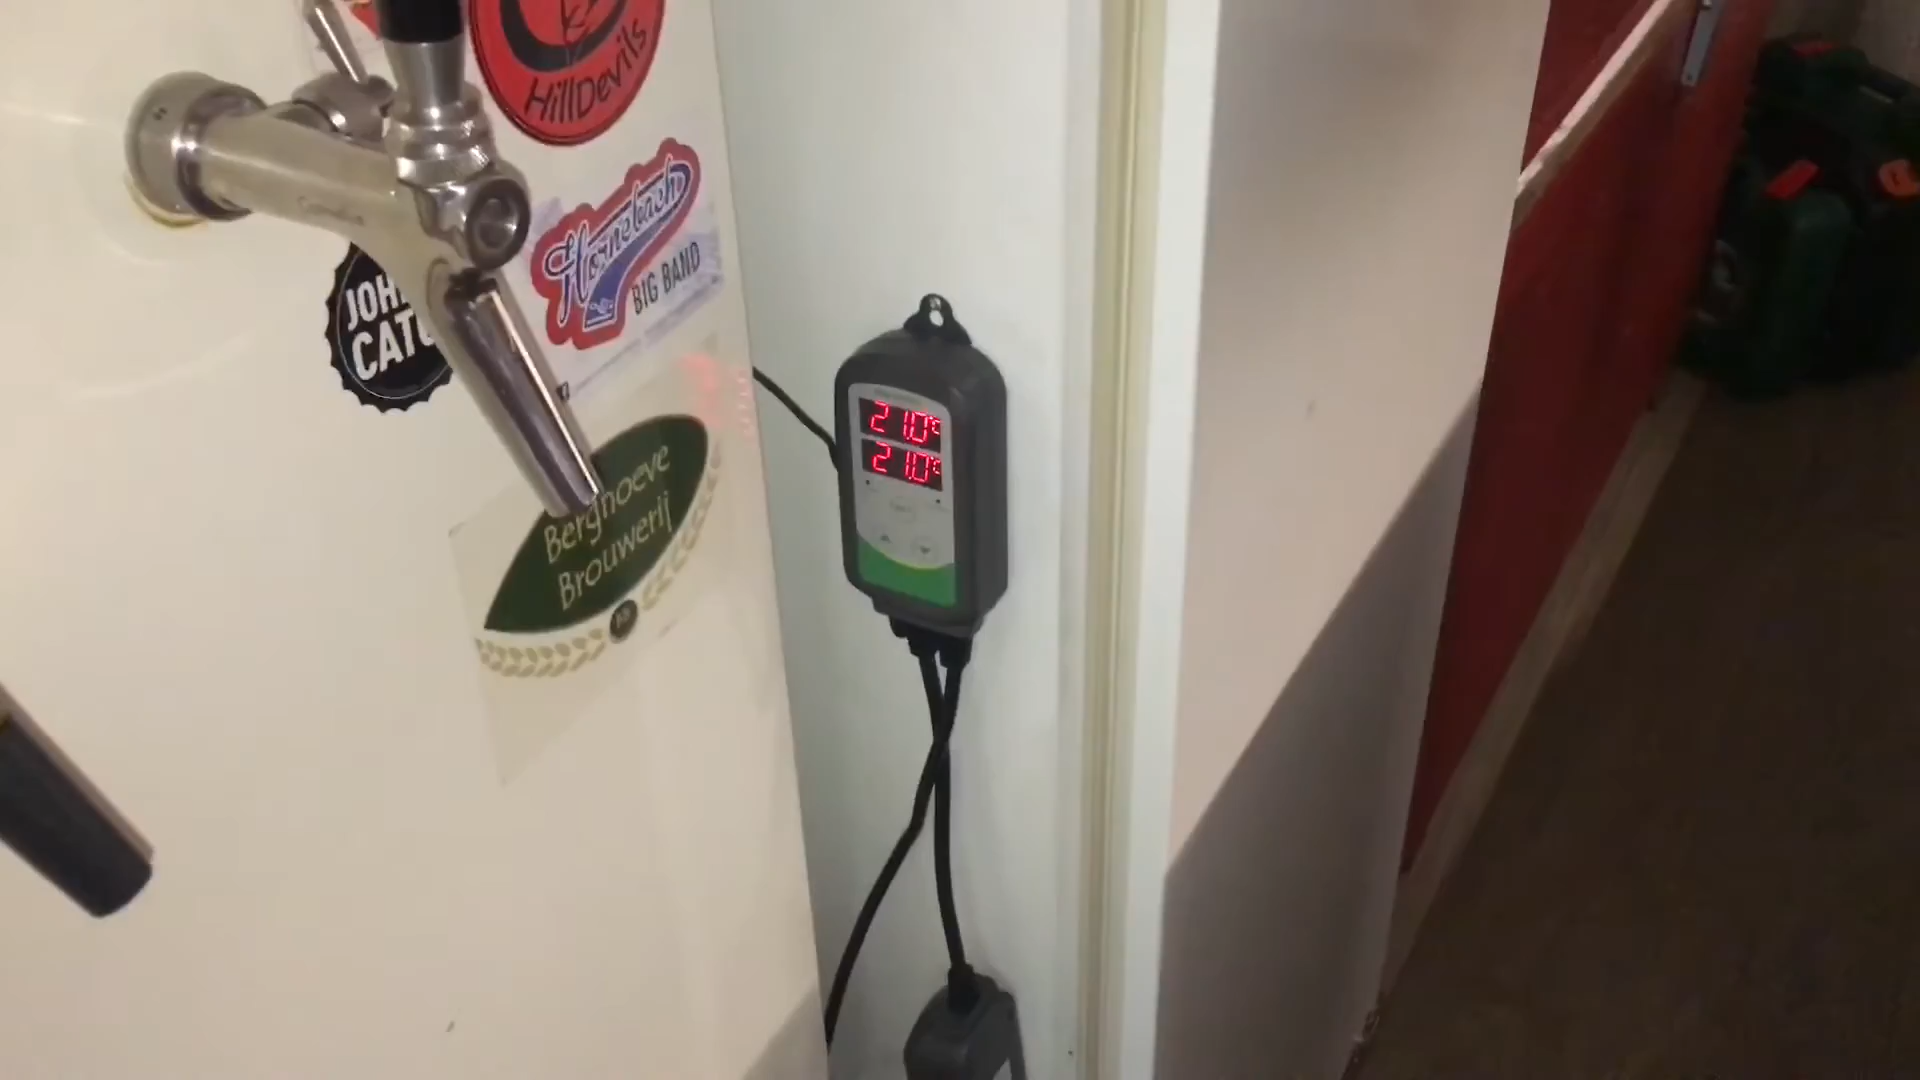 HillDevils
Hornebach
BIG BAND
JOH
CAT
21.0°C
21.0°C
Berghoeve
Brouwerij